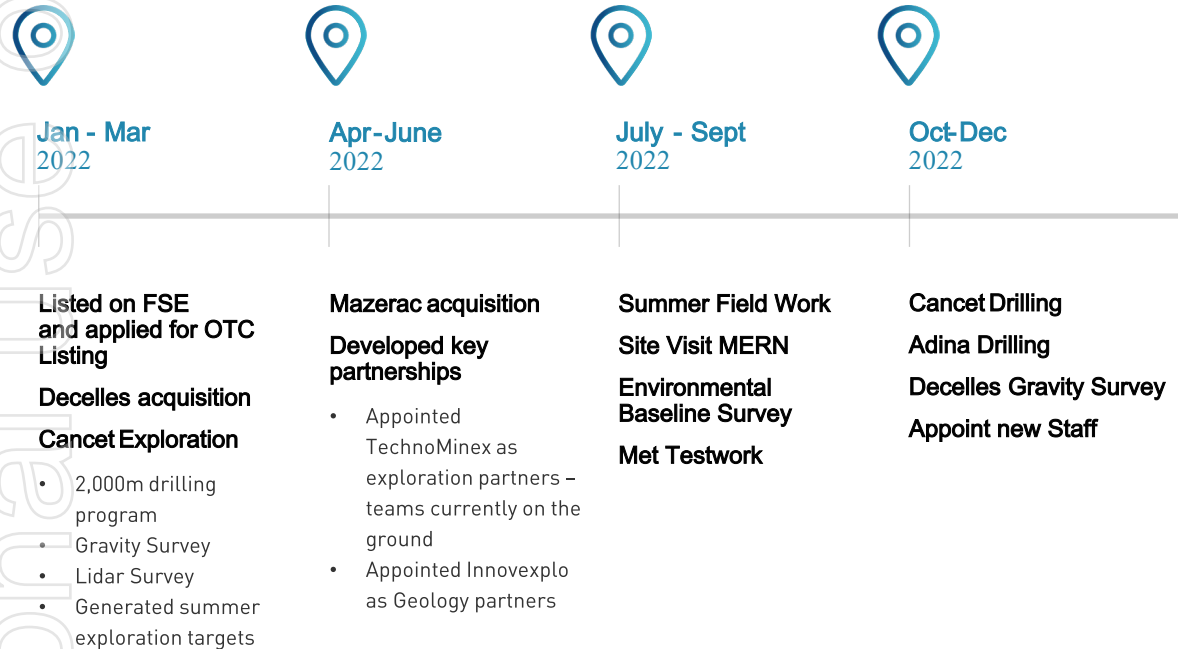 Jan - Mar
2022
Listed on FSE
and applied for OTC
Listing
Decelles acquisition
Cancet Exploration
• 2,000m drilling
program
• Gravity Survey
• Lidar Survey
• Generated summer
exploration targets
Apr-June
2022
Mazerac acquisition
Developed key
partnerships
• Appointed
TechnoMinex as
exploration partners –
teams currently on the
ground
• Appointed Innovexplo
as Geology partners
July - Sept
2022
Summer Field Work
Site Visit MERN
Environmental
Baseline Survey
Met Testwork
Oct-Dec
2022
Cancet Drilling
Adina Drilling
Decelles Gravity Survey
Appoint new Staff